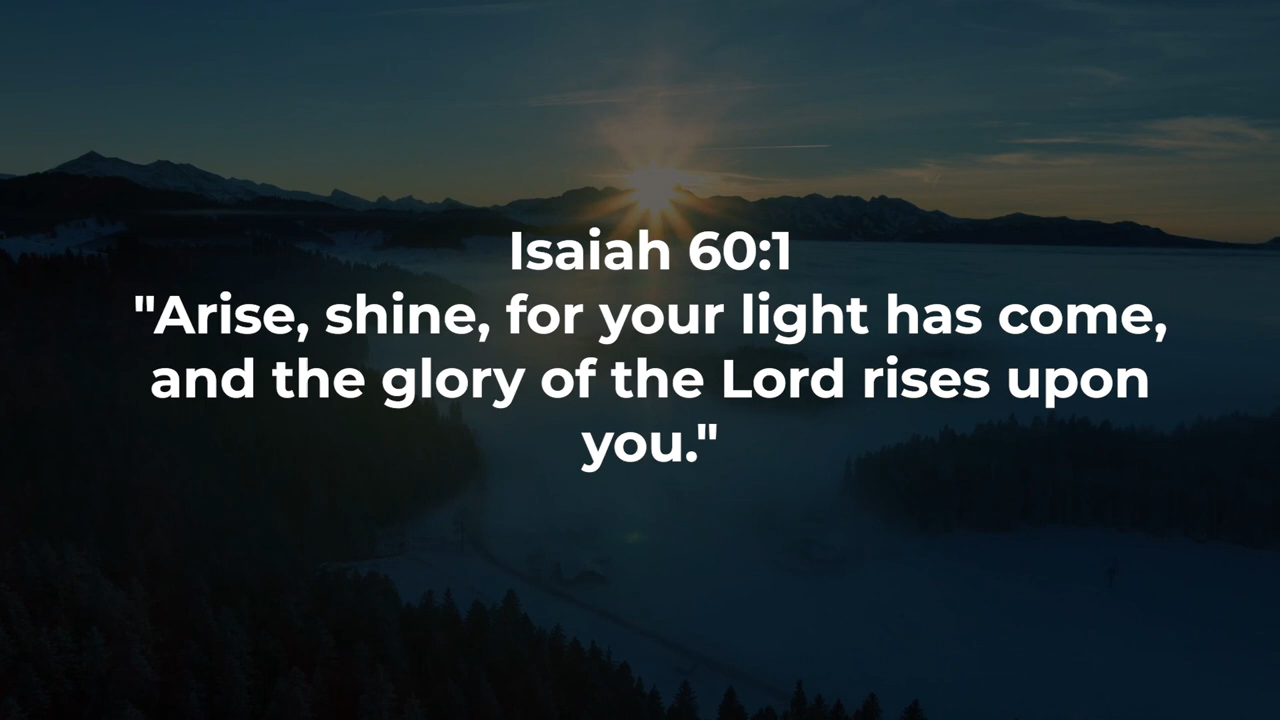 Isaiah 60:1
"Arise, shine, for your light has come,
and the glory of the Lord rises upon
you."